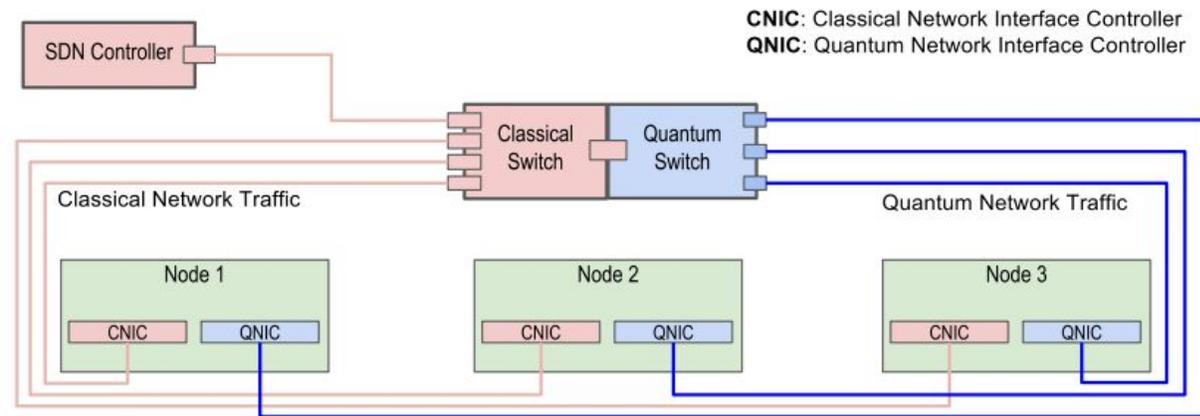 CNIC: Classical Network Interface Controller
QNIC: Quantum Network Interface Controller
SDN Controller
Classical
Switch
Quantum
Switch
Classical Network Traffic
Quantum Network Traffic
Node 1
CNIC
QNIC
Node 2
CNIC
QNIC
Node 3
CNIC
QNIC